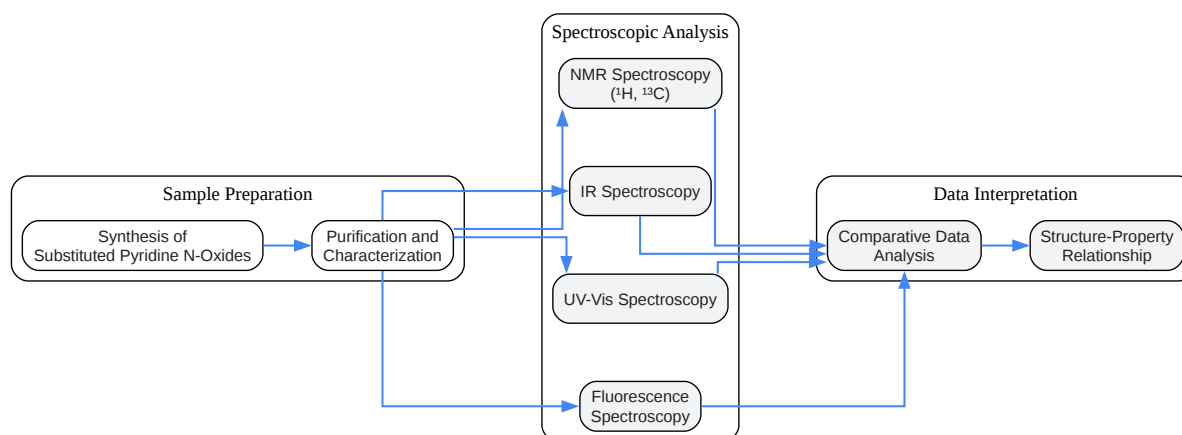 Sample Preparation
Synthesis of
Substituted Pyridine N-Oxides
Purification and
Characterization
Spectroscopic Analysis
NMR Spectroscopy
(¹H, ¹³C)
IR Spectroscopy
UV-Vis Spectroscopy
Fluorescence
Spectroscopy
Data Interpretation
Comparative Data
Analysis
Structure-Property
Relationship